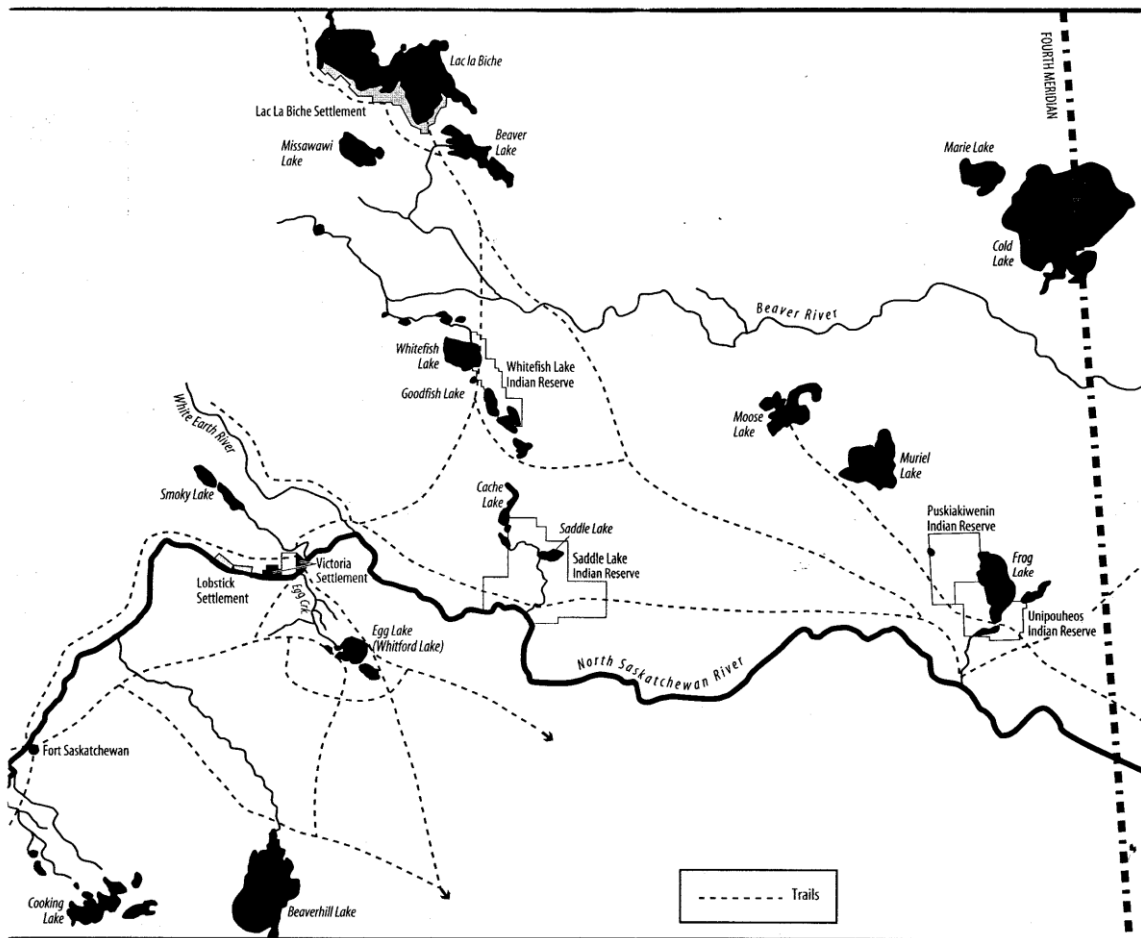 Lac la Biche
FOURTH MERIDIAN
Lac La Biche Settlement
Beaver
Lake
Missawawi
Lake
Marie Lake
Cold
Lake
Beaver River
Whitefish
Lake
Whitefish Lake
Indian Reserve
Goodfish Lake
White Earth River
Moose
Lake
Muriel
Lake
Smoky Lake
Cache
Lake
Saddle Lake
Puskiakiwenin
Indian Reserve
Frog
Lake
Saddle Lake
Indian Reserve
Victoria
Settlement
Lobstick
Settlement
Egg Crk.
Unipouheos
Indian Reserve
Egg Lake
(Whitford Lake)
North Saskatchewan River
Fort Saskatchewan
Cooking
Lake
Beaverhill Lake
Trails